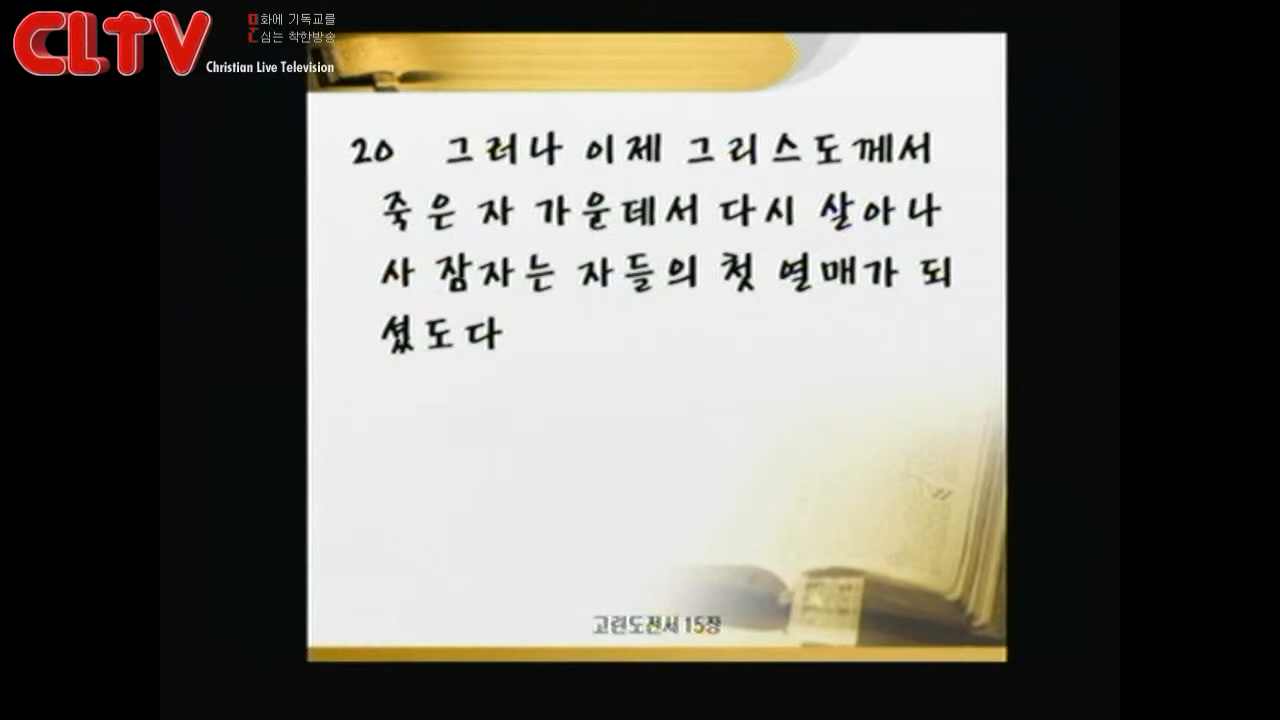 CLTV
문화에 기독교를
심는 착한방송
Christian Live Television
20 그러나 이제 그리스도께서
죽은 자 가운데서 다시 살아나
사 잠자는 자들의 첫 열매가 되
셨도다
고린도전서 15장